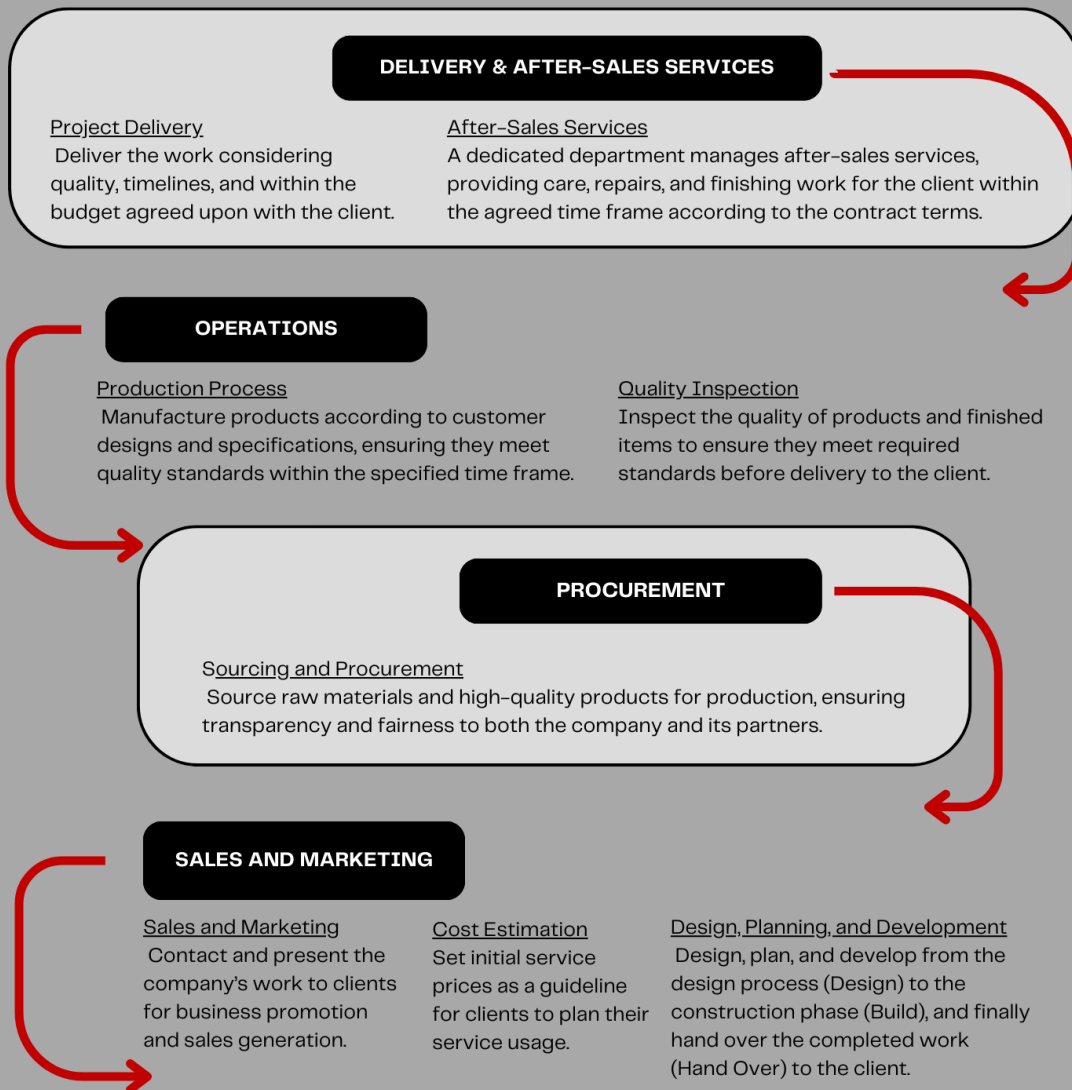 DELIVERY & AFTER-SALES SERVICES
Project Delivery
Deliver the work considering
quality, timelines, and within the
budget agreed upon with the client.
After-Sales Services
A dedicated department manages after-sales services,
providing care, repairs, and finishing work for the client within
the agreed time frame according to the contract terms.
OPERATIONS
Production Process
Manufacture products according to customer
designs and specifications, ensuring they meet
quality standards within the specified time frame.
Quality Inspection
Inspect the quality of products and finished
items to ensure they meet required
standards before delivery to the client.
PROCUREMENT
Sourcing and Procurement
Source raw materials and high-quality products for production, ensuring
transparency and fairness to both the company and its partners.
SALES AND MARKETING
Sales and Marketing
Contact and present the
company's work to clients
for business promotion
and sales generation.
Cost Estimation
Set initial service
prices as a guideline
for clients to plan their
service usage.
Design, Planning, and Development
Design, plan, and develop from the
design process (Design) to the
construction phase (Build), and finally
hand over the completed work
(Hand Over) to the client.